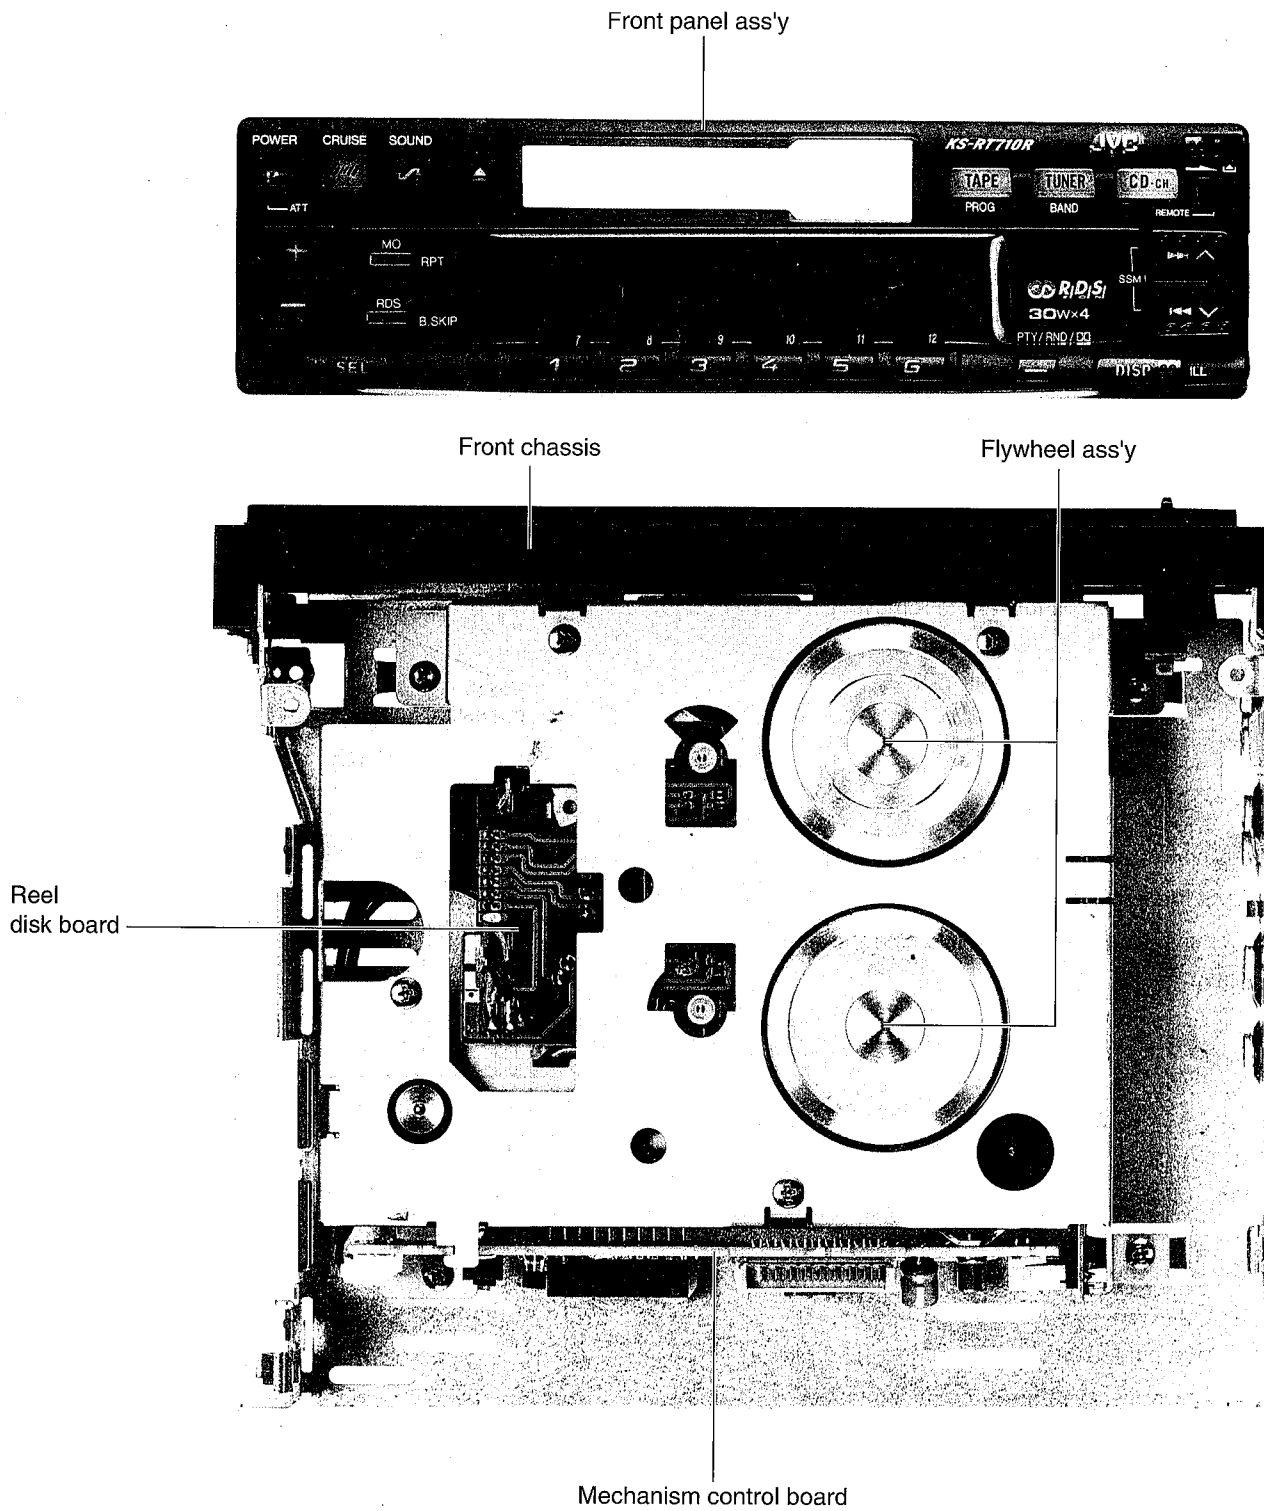 Front panel ass'y
POWER CRUISE SOUND
KS-RT710R JVC
TAPE TUNER CD-CH
ATT
PROG BAND REMOTE
MO
RPT
SSM
RDS
RDS
B.SKIP
30W×4
7 8 9 10 11 12 PTY/RND/
SEL 1 2 3 4 5 6 DISP ILL
Front chassis
Flywheel ass'y
Reel
disk board
Mechanism control board